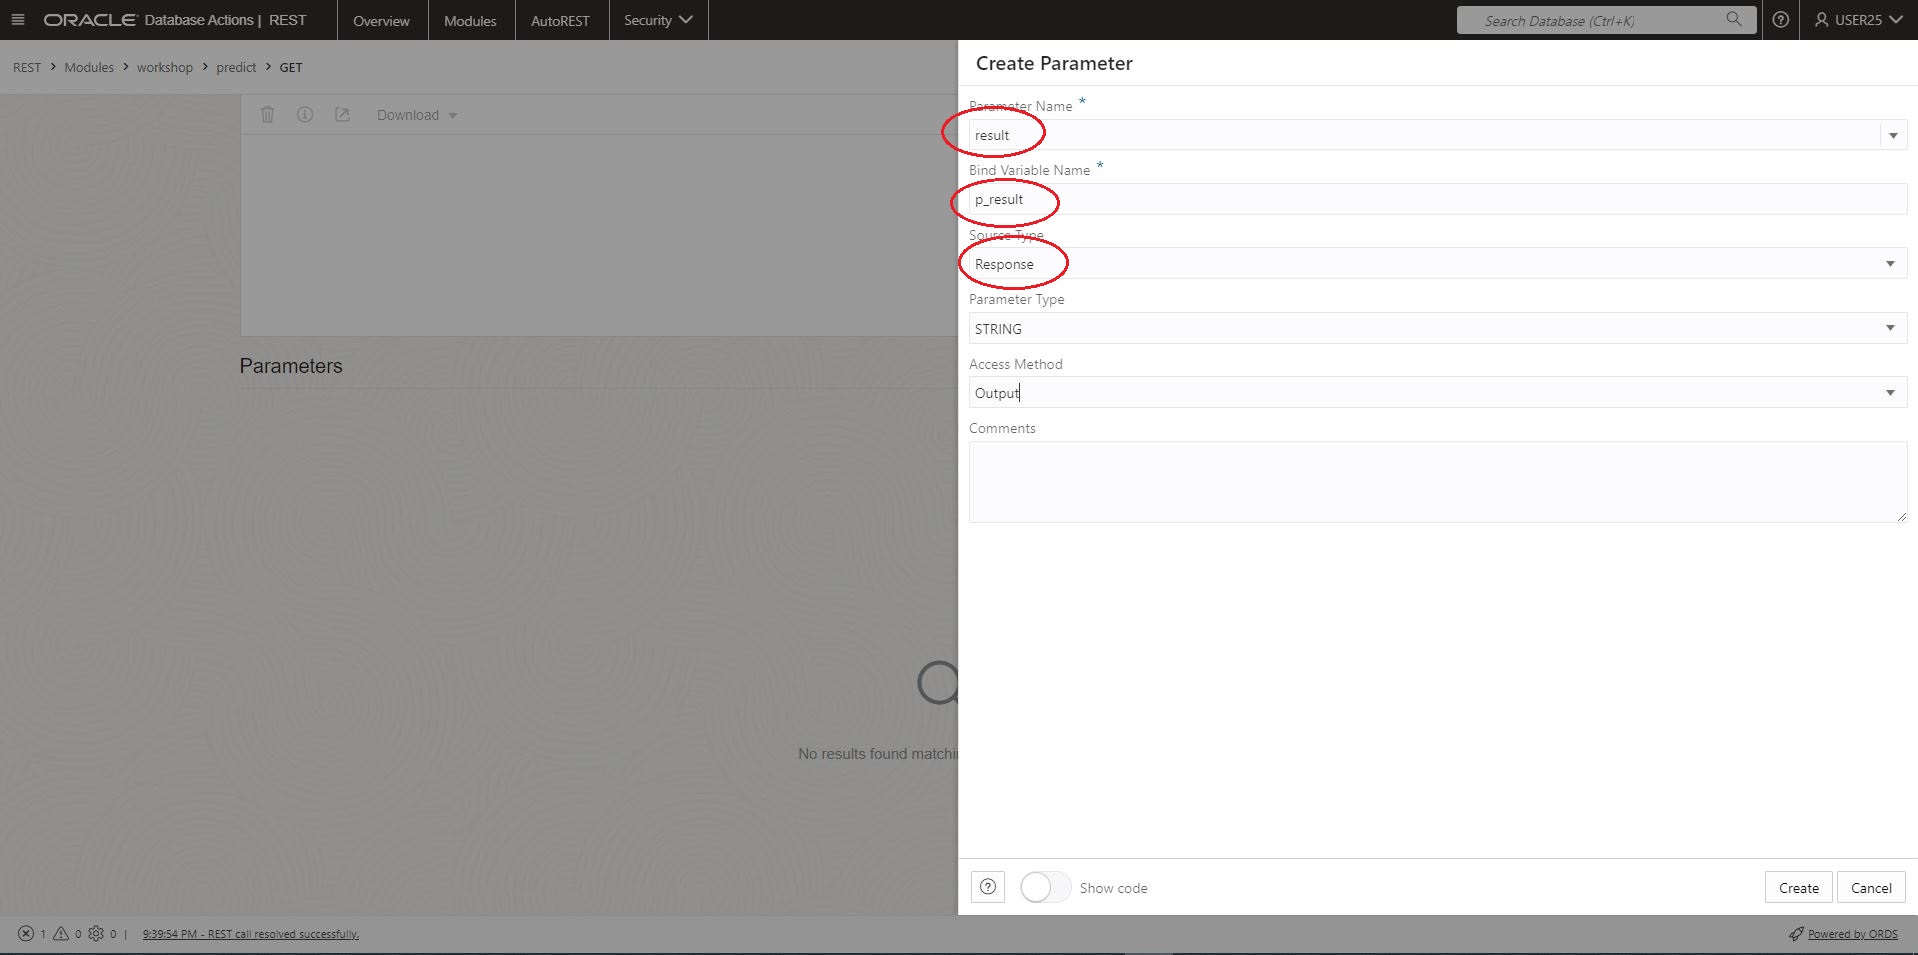 ORACLE Database Actions | REST Overview Modules AutoREST Security Search Database (Ctrl+K) USER25
REST > Modules > workshop > predict > GET
Download
Parameters
No results found matchi
Create Parameter
Parameter Name *
result
Bind Variable Name *
p_result
Source Type
Response
Parameter Type
STRING
Access Method
Output
Comments
Show code Create Cancel
1 0 0 | 9:39:54 PM - REST call resolved successfully. Powered by ORDS